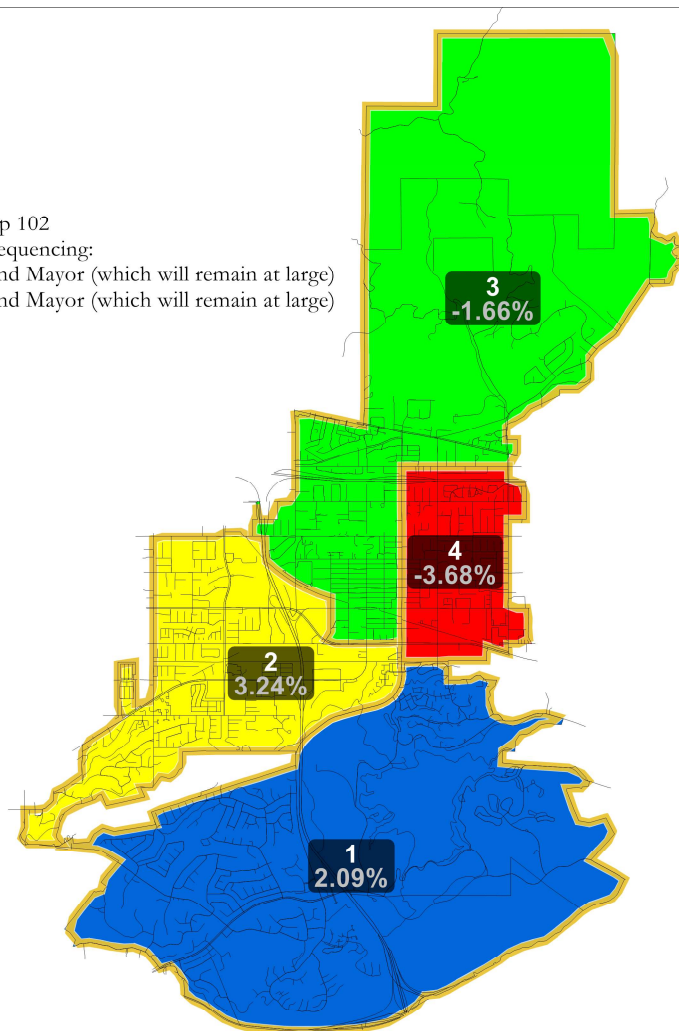 p 102
equencing:
nd Mayor (which will remain at large)
nd Mayor (which will remain at large)
3
-1.66%
4
-3.68%
2
3.24%
1
2.09%